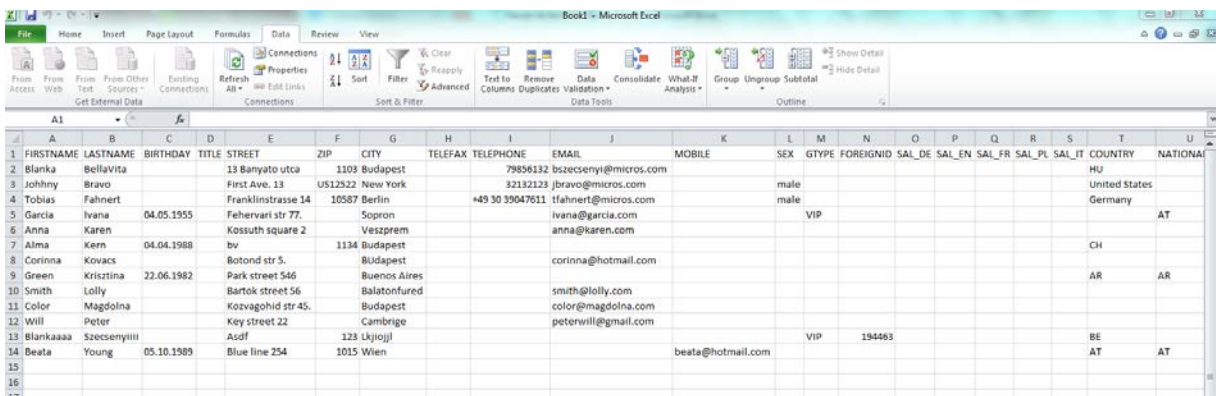 Book1 - Microsoft Excel
File Home Insert Page Layout Formulas Data Review View
Connections Clear Show Detail
Properties Reapply Hide Detail
From Access From Web From Text From Other Sources Existing Connections Refresh All Edit Links Sort Filter Advanced Text to Columns Remove Duplicates Data Validation Consolidate What-If Analysis Group Ungroup Subtotal
Get External Data Connections Sort & Filter Data Tools Outline
A1 fx
A B C D E F G H I J K L M N O P Q R S T U
1 FIRSTNAME LASTNAME BIRTHDAY TITLE STREET ZIP CITY TELEFAX TELEPHONE EMAIL MOBILE SEX GTYPE FOREIGNID SAL_DE SAL_EN SAL_FR SAL_PL SAL_IT COUNTRY NATIONAL
2 Blanka BellaVita 13 Banyato utca 1103 Budapest 79856132 bszecsenyi@micros.com HU
3 Johhny Bravo First Ave. 13 US12522 New York 32132123 jbravo@micros.com male United States
4 Tobias Fahnert Franklinstrasse 14 10587 Berlin +49 30 39047611 tfahnert@micros.com male Germany
5 Garcia Ivana 04.05.1955 Fehervari str 77. Sopron ivana@garcia.com VIP AT
6 Anna Karen Kossuth square 2 Veszprem anna@karen.com
7 Alma Kern 04.04.1988 bv 1134 Budapest CH
8 Corinna Kovacs Botond str 5. BUdapest corinna@hotmail.com
9 Green Krisztina 22.06.1982 Park street 546 Buenos Aires AR AR
10 Smith Lolly Bartok street 56 Balatonfured smith@lolly.com
11 Color Magdolna Kozvagohid str 45. Budapest color@magdolna.com
12 Will Peter Key street 22 Cambrige peterwill@gmail.com
13 Blankaaaa Szecsenyiiii Asdf 123 Lkjiojjl VIP 194463 BE
14 Beata Young 05.10.1989 Blue line 254 1015 Wien beata@hotmail.com AT AT
15
16